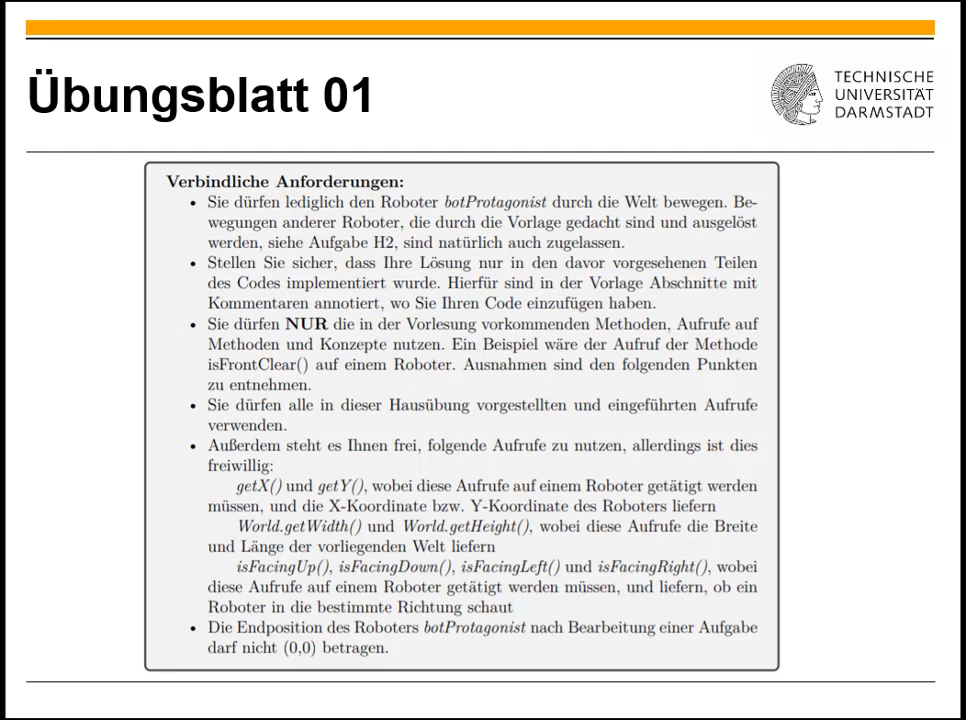 Übungsblatt 01
TECHNISCHE
UNIVERSITÄT
DARMSTADT
Verbindliche Anforderungen:
• Sie dürfen lediglich den Roboter botProtagonist durch die Welt bewegen. Be-
wegungen anderer Roboter, die durch die Vorlage gedacht sind und ausgelöst
werden, siehe Aufgabe H2, sind natürlich auch zugelassen.
• Stellen Sie sicher, dass Ihre Lösung nur in den davor vorgesehenen Teilen
des Codes implementiert wurde. Hierfür sind in der Vorlage Abschnitte mit
Kommentaren annotiert, wo Sie Ihren Code einzufügen haben.
• Sie dürfen NUR die in der Vorlesung vorkommenden Methoden, Aufrufe auf
Methoden und Konzepte nutzen. Ein Beispiel wäre der Aufruf der Methode
isFrontClear() auf einem Roboter. Ausnahmen sind den folgenden Punkten
zu entnehmen.
• Sie dürfen alle in dieser Hausübung vorgestellten und eingeführten Aufrufe
verwenden.
• Außerdem steht es Ihnen frei, folgende Aufrufe zu nutzen, allerdings ist dies
freiwillig:
getX() und getY(), wobei diese Aufrufe auf einem Roboter getätigt werden
müssen, und die X-Koordinate bzw. Y-Koordinate des Roboters liefern
World.getWidth() und World.getHeight(), wobei diese Aufrufe die Breite
und Länge der vorliegenden Welt liefern
isFacingUp(), isFacingDown(), isFacingLeft() und isFacingRight(), wobei
diese Aufrufe auf einem Roboter getätigt werden müssen, und liefern, ob ein
Roboter in die bestimmte Richtung schaut
• Die Endposition des Roboters botProtagonist nach Bearbeitung einer Aufgabe
darf nicht (0,0) betragen.